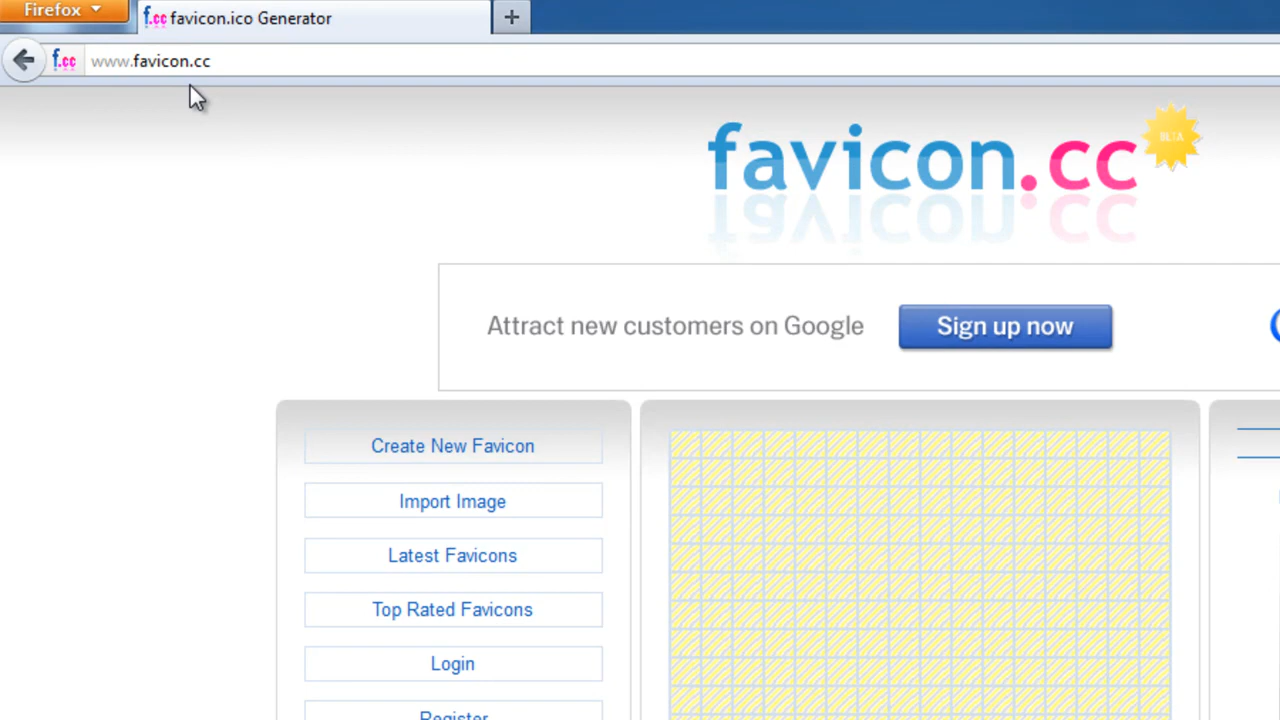 Firefox
f.cc favicon.ico Generator
f.cc www.favicon.cc
favicon.cc
BETA
Attract new customers on Google
Sign up now
Create New Favicon
Import Image
Latest Favicons
Top Rated Favicons
Login
Register